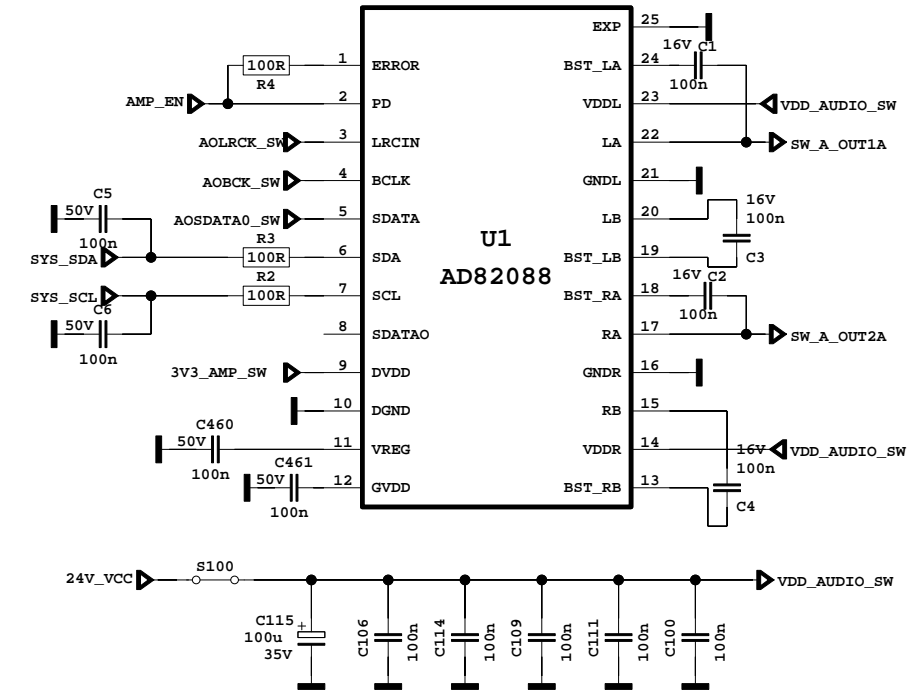 EXP 25
16V C1
100R 1 ERROR BST_LA 24 100n
R4
AMP_EN 2 PD VDDL 23 VDD_AUDIO_SW
AOLRCK_SW 3 LRCIN LA 22 SW_A_OUT1A
AOBCK_SW 4 BCLK GNDL 21
C5 16V
50V AOSDATA0_SW 5 SDATA LB 20 100n
100n R3 U1
SYS_SDA 100R 6 SDA BST_LB 19 C3
R2 AD82088 16V C2
SYS_SCL 100R 7 SCL BST_RA 18 100n
C6
50V 8 SDATAO RA 17 SW_A_OUT2A
100n
3V3_AMP_SW 9 DVDD GNDR 16
10 DGND RB 15
C460
50V 11 VREG VDDR 14 16V VDD_AUDIO_SW
100n 100n
C461
50V 12 GVDD BST_RB 13 C4
100n
24V_VCC S100 VDD_AUDIO_SW
C115 +
100u
35V
C106 100n
C114 100n
C109 100n
C111 100n
C100 100n